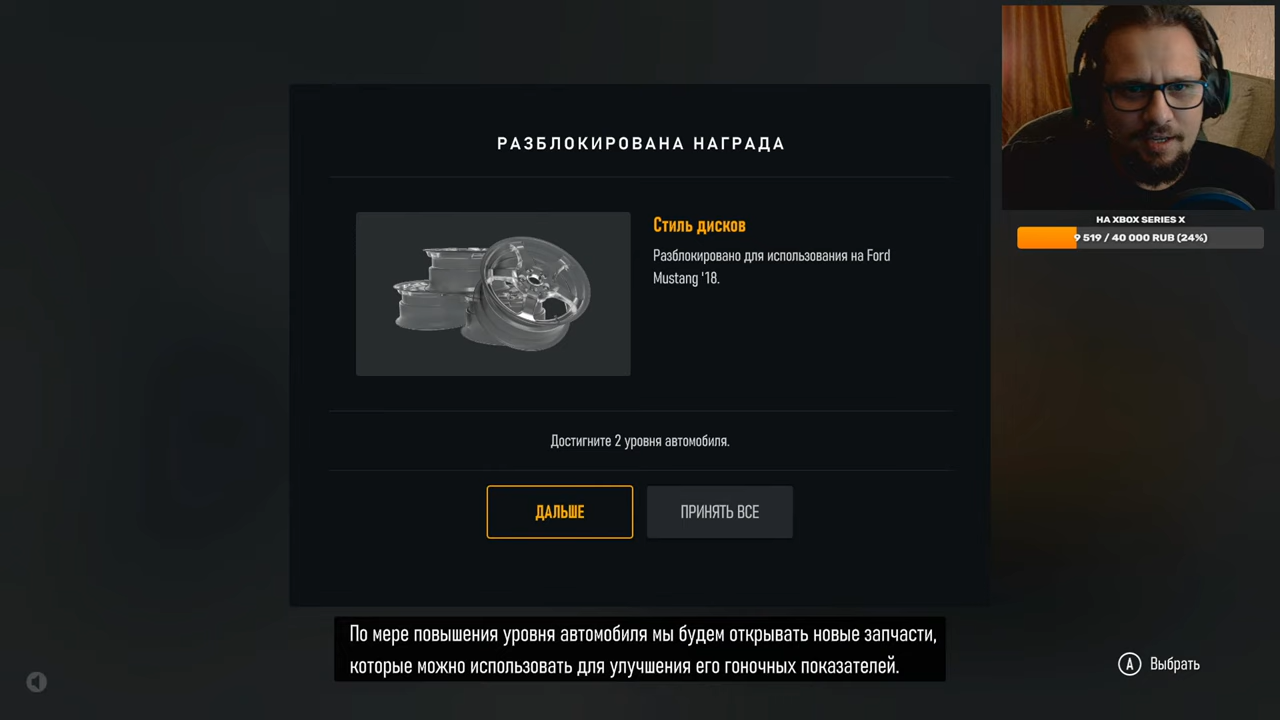 РАЗБЛОКИРОВАНА НАГРАДА
Стиль дисков
Разблокировано для использования на Ford
Mustang '18.
Достигните 2 уровня автомобиля.
ДАЛЬШЕ
ПРИНЯТЬ ВСЕ
По мере повышения уровня автомобиля мы будем открывать новые запчасти,
которые можно использовать для улучшения его гоночных показателей.
A Выбрать
НА XBOX SERIES X
9 519 / 40 000 RUB (24%)